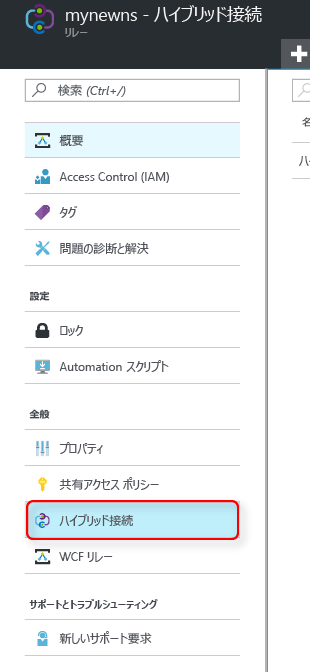 mynewns - ハイブリッド接続
リレー
検索 (Ctrl+/)
概要
Access Control (IAM)
タグ
問題の診断と解決
設定
ロック
Automation スクリプト
全般
プロパティ
共有アクセス ポリシー
ハイブリッド接続
WCF リレー
サポートとトラブルシューティング
新しいサポート要求